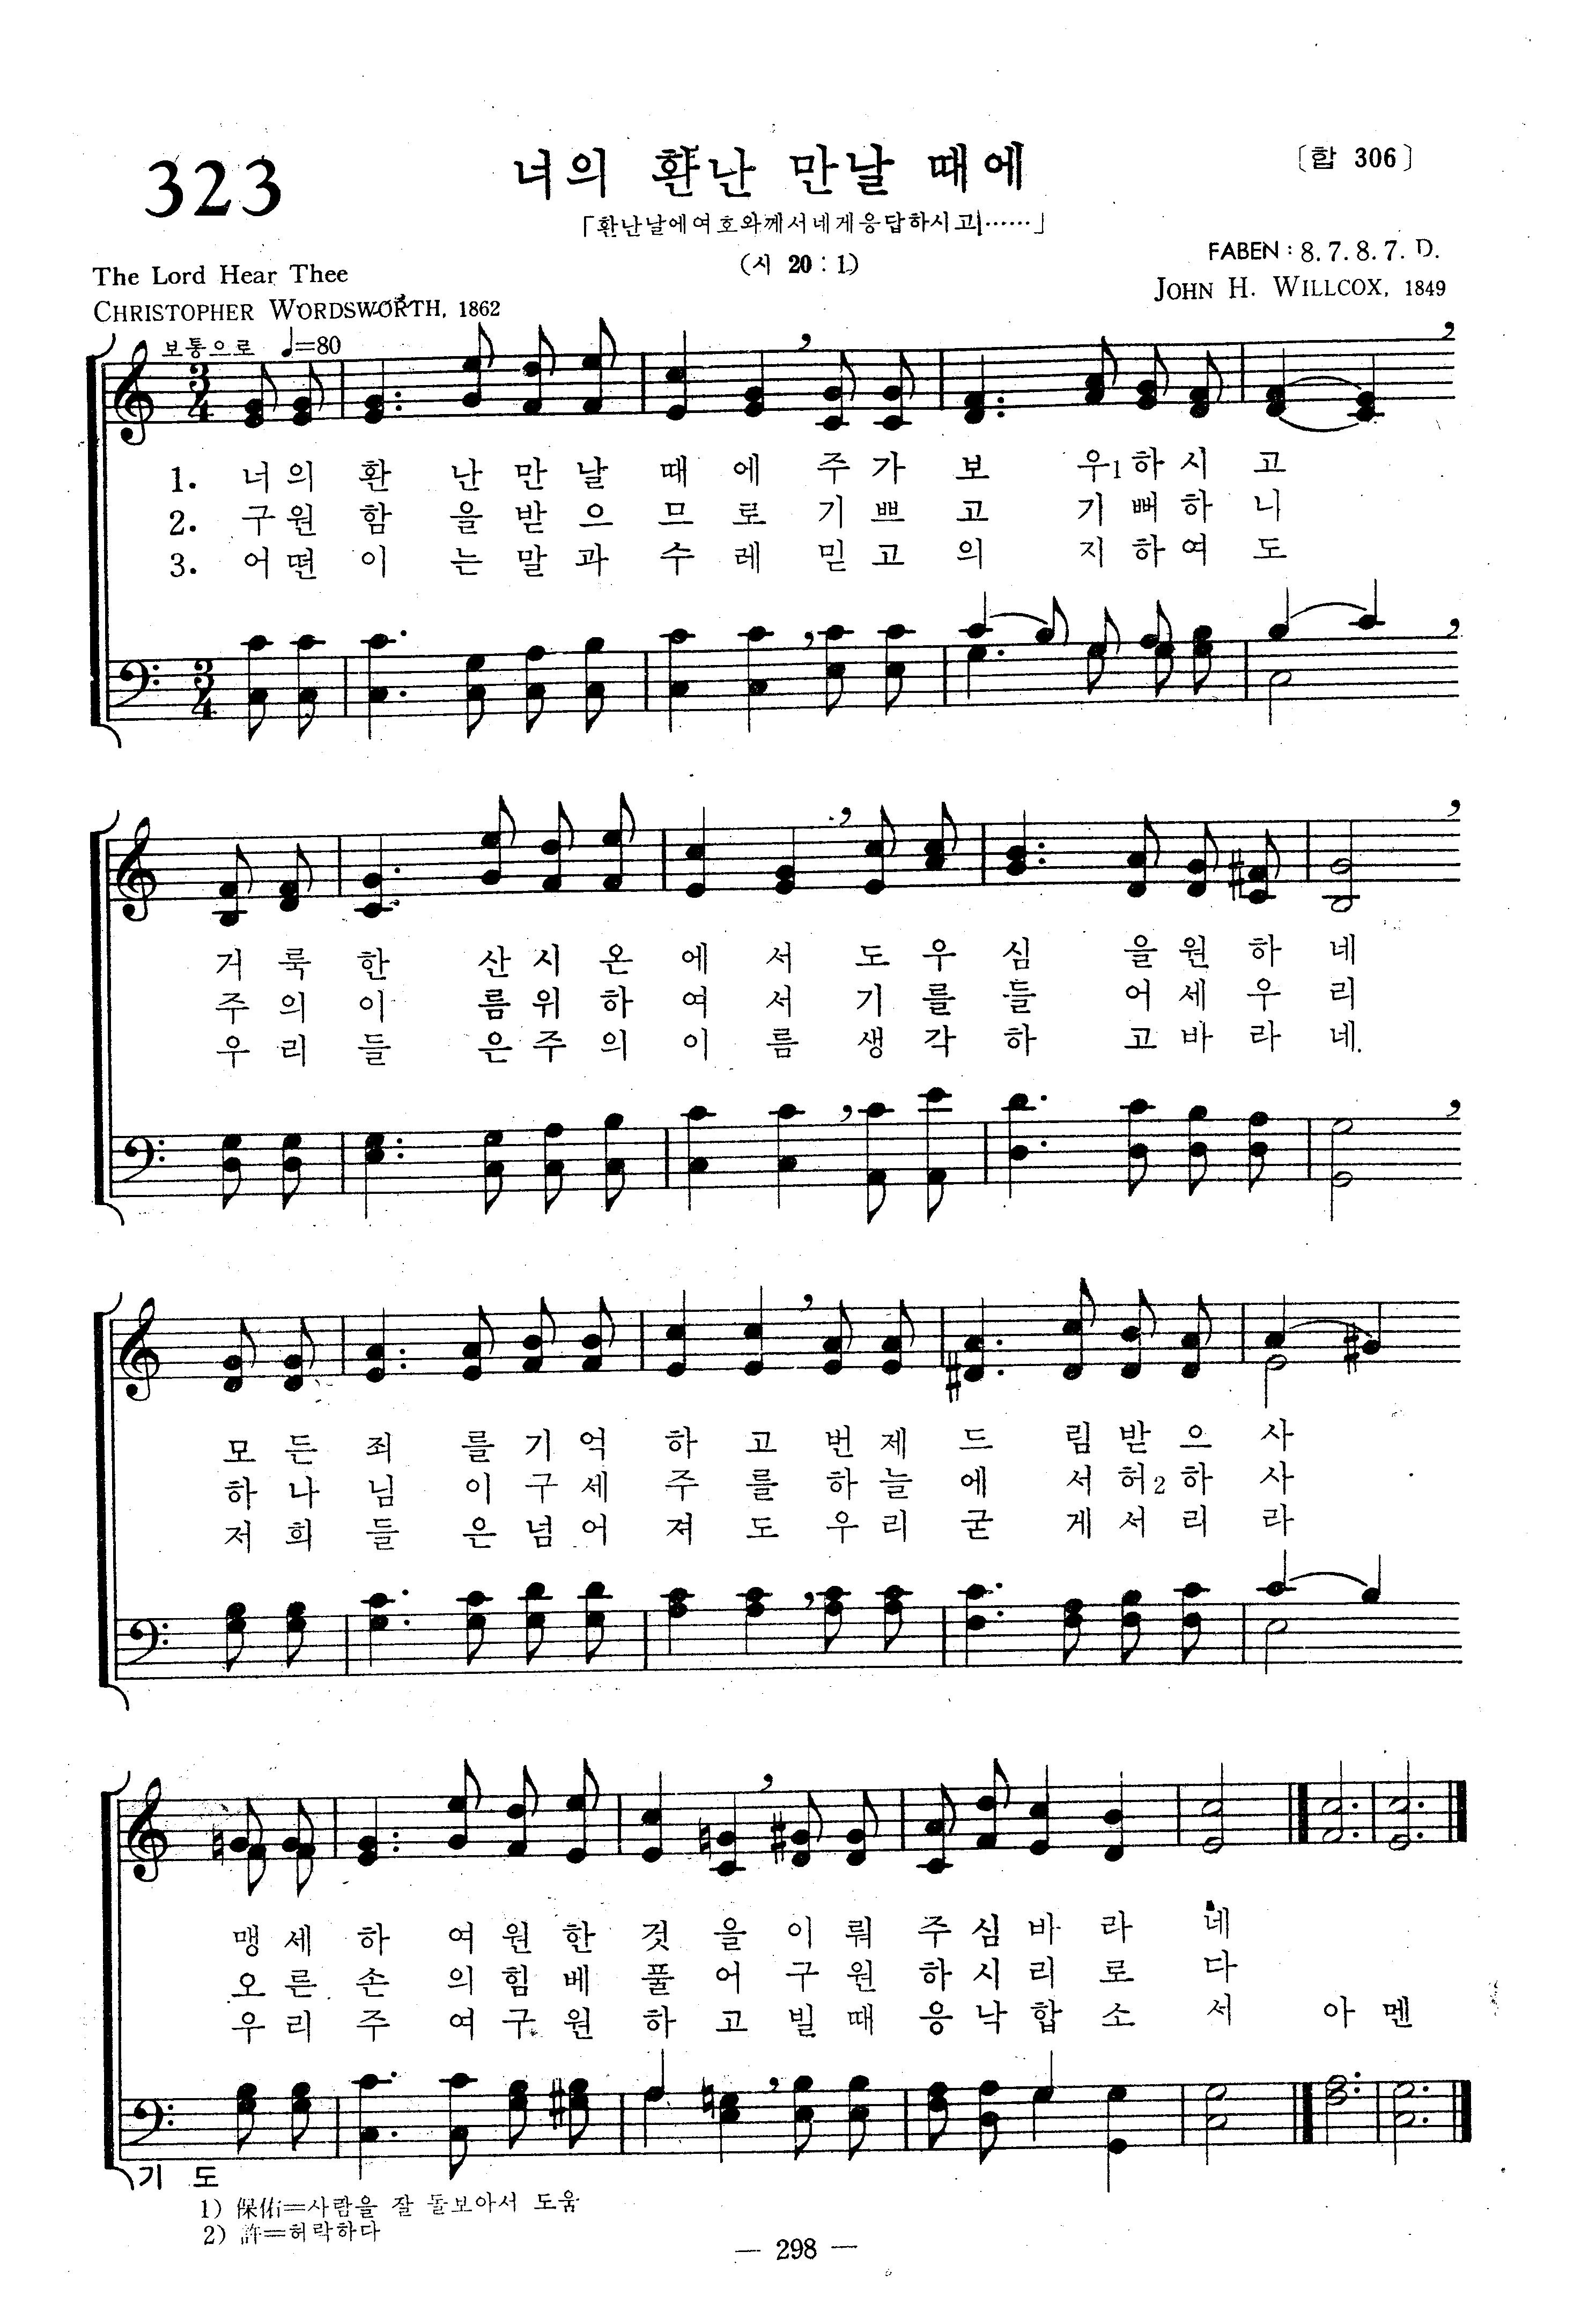 323
너의 환난 만날 때에
〔합 306〕
「환난날에여호와께서네게응답하시고……」
(시 20 : 1)
The Lord Hear Thee
CHRISTOPHER WORDSWORTH, 1862
FABEN : 8. 7. 8. 7. D.
JOHN H. WILLCOX, 1849
보통으로 ♩=80
1. 너의 환 난만날 때에 주가 보 우1하시 고
2. 구원 함 을받으 므로 기쁘 고 기뻐하 니
3. 어떤 이 는말과 수레 믿고 의 지하여 도
거룩 한 산시온 에서 도우 심 을원하 네
주의 이 름위하 여서 기를 들 어세우 리
우리 들 은주의 이름 생각 하 고바라 네
모든 죄 를기억 하고 번제 드 림받으 사
하나 님 이구세 주를 하늘 에 서허2하 사
저희 들 은넘어 져도 우리 굳 게서리 라
맹세 하 여원한 것을 이뤄 주심바라 네
오른 손 의힘베 풀어 구원 하시리로 다
우리 주 여구원 하고 빌때 응낙합소 서 아멘
기 도
1) 保佑=사람을 잘 돌보아서 도움
2) 許=허락하다
— 298 —